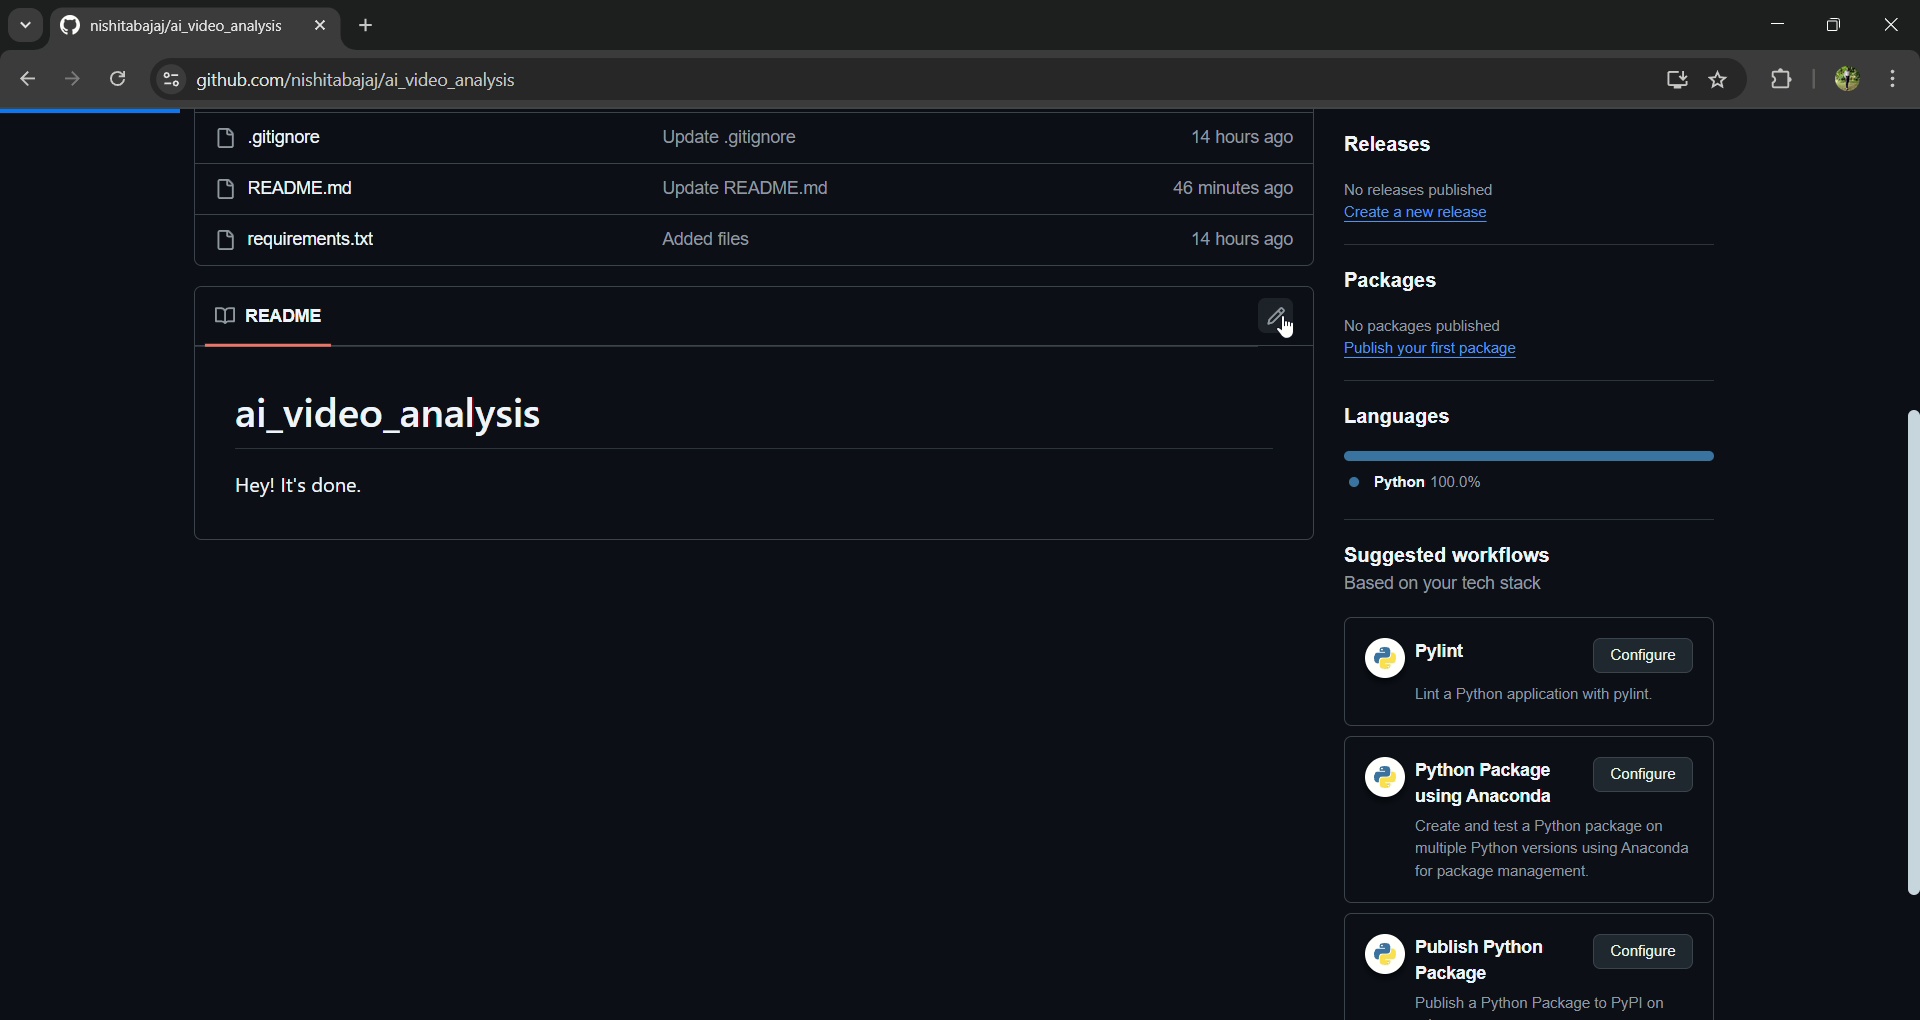 nishitabajaj/ai_video_analysis
github.com/nishitabajaj/ai_video_analysis
.gitignore Update .gitignore 14 hours ago
README.md Update README.md 46 minutes ago
requirements.txt Added files 14 hours ago
README
ai_video_analysis
Hey! It's done.
Releases
No releases published
Create a new release
Packages
No packages published
Publish your first package
Languages
Python 100.0%
Suggested workflows
Based on your tech stack
Pylint Configure
Lint a Python application with pylint.
Python Package Configure
using Anaconda
Create and test a Python package on
multiple Python versions using Anaconda
for package management.
Publish Python Configure
Package
Publish a Python Package to PyPI on